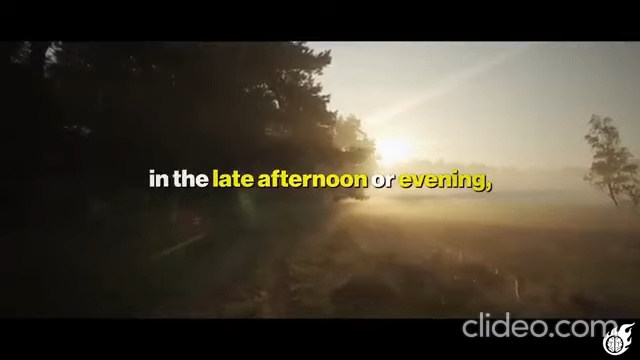 in the late afternoon or evening,
clideo.com